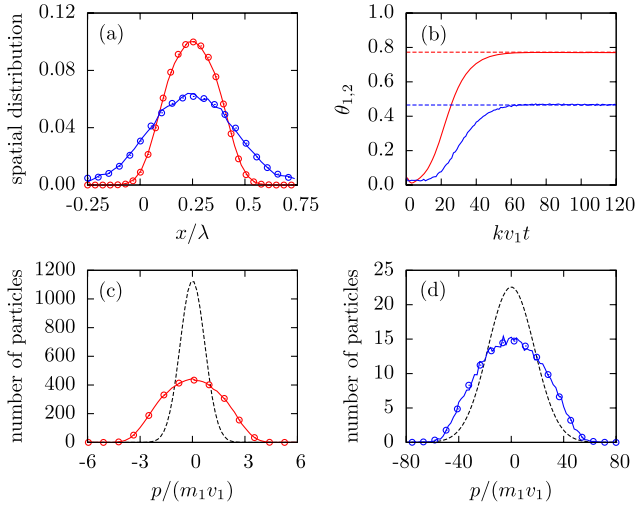 (a)
spatial distribution
0.12
0.08
0.04
0.00
-0.25 0 0.25 0.5 0.75
x/λ
(b)
θ1,2
1.0
0.8
0.6
0.4
0.2
0.0
0 20 40 60 80 100 120
kv1t
(c)
number of particles
1200
1000
800
600
400
200
0
-6 -3 0 3 6
p/(m1v1)
(d)
number of particles
25
20
15
10
5
0
-80 -40 0 40 80
p/(m1v1)